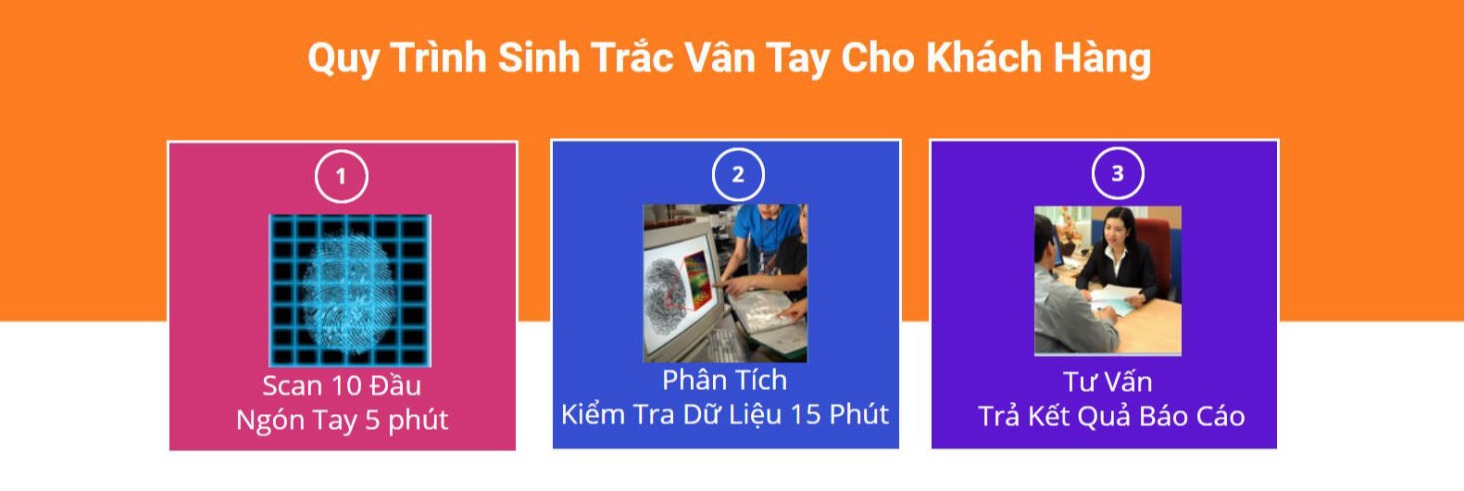 Quy Trình Sinh Trắc Vân Tay Cho Khách Hàng
1
Scan 10 Đầu
Ngón Tay 5 phút
2
Phân Tích
Kiểm Tra Dữ Liệu 15 Phút
3
Tư Vấn
Trả Kết Quả Báo Cáo